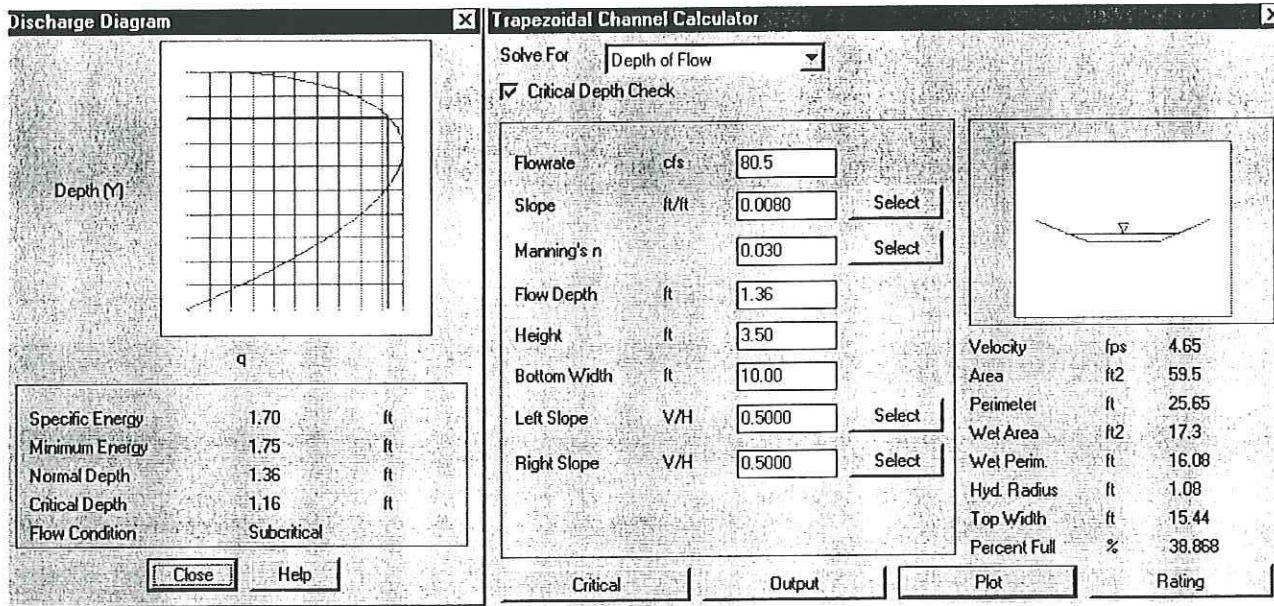 Discharge Diagram
Depth (Y)
q
Specific Energy 1.70 ft
Minimum Energy 1.75 ft
Normal Depth 1.36 ft
Critical Depth 1.16 ft
Flow Condition Subcritical
Close Help
Trapezoidal Channel Calculator
Solve For Depth of Flow
Critical Depth Check
Flowrate cfs 80.5
Slope ft/ft 0.0080 Select
Manning's n 0.030 Select
Flow Depth ft 1.36
Height ft 3.50
Bottom Width ft 10.00
Left Slope V/H 0.5000 Select
Right Slope V/H 0.5000 Select
Velocity fps 4.65
Area ft2 59.5
Perimeter ft 25.65
Wet Area ft2 17.3
Wet Perim. ft 16.08
Hyd. Radius ft 1.08
Top Width ft 15.44
Percent Full % 38.868
Critical Output Plot Rating